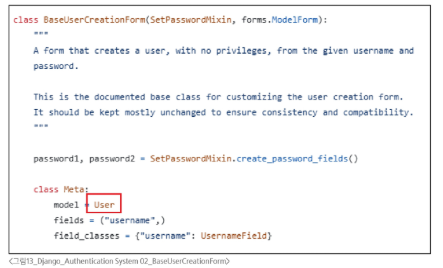 class BaseUserCreationForm(SetPasswordMixin, forms.ModelForm):
"""
A form that creates a user, with no privileges, from the given username and
password.
This is the documented base class for customizing the user creation form.
It should be kept mostly unchanged to ensure consistency and compatibility.
"""
password1, password2 = SetPasswordMixin.create_password_fields()
class Meta:
model = User
fields = ("username",)
field_classes = {"username": UsernameField}
<그림13_Django_Authentication System 02_BaseUserCreationForm>